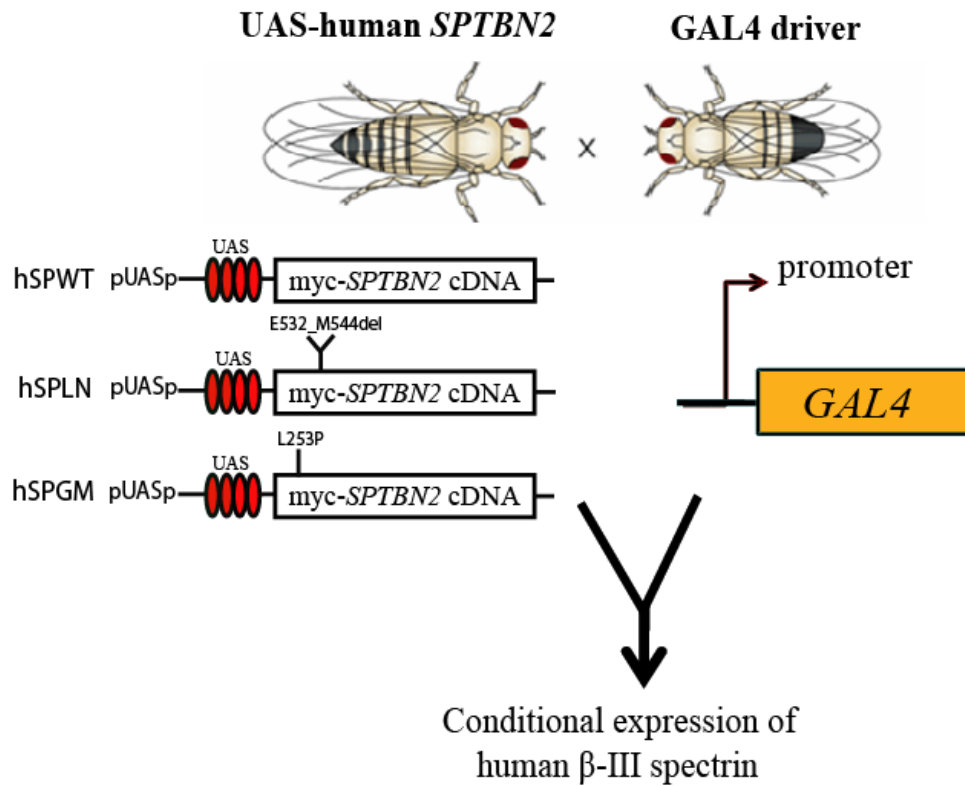 UAS-human SPTBN2
GAL4 driver
x
UAS
hSPWT pUASp myc-SPTBN2 cDNA
E532_M544del
UAS
hSPLN pUASp myc-SPTBN2 cDNA
L253P
UAS
hSPGM pUASp myc-SPTBN2 cDNA
promoter
GAL4
Conditional expression of
human β-III spectrin